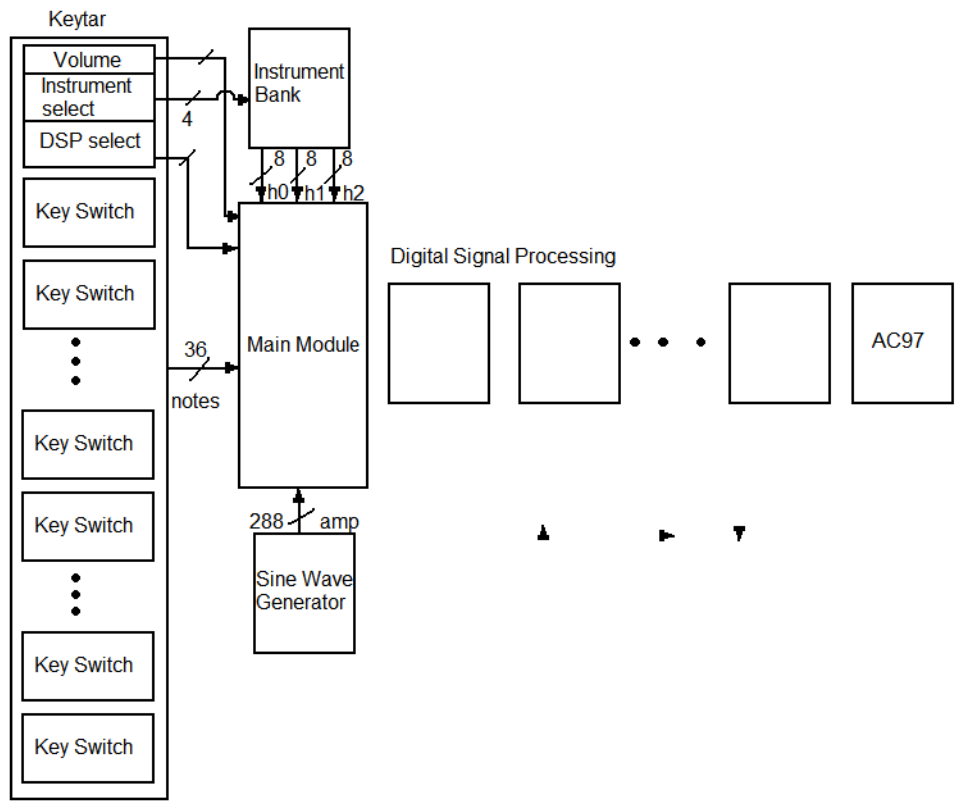 Keytar
Volume
Instrument
select
4
DSP select
Key Switch
Key Switch
36
notes
Key Switch
Key Switch
Key Switch
Key Switch
Instrument
Bank
8
8
8
h0
h1
h2
Main Module
288
amp
Sine Wave
Generator
Digital Signal Processing
AC97